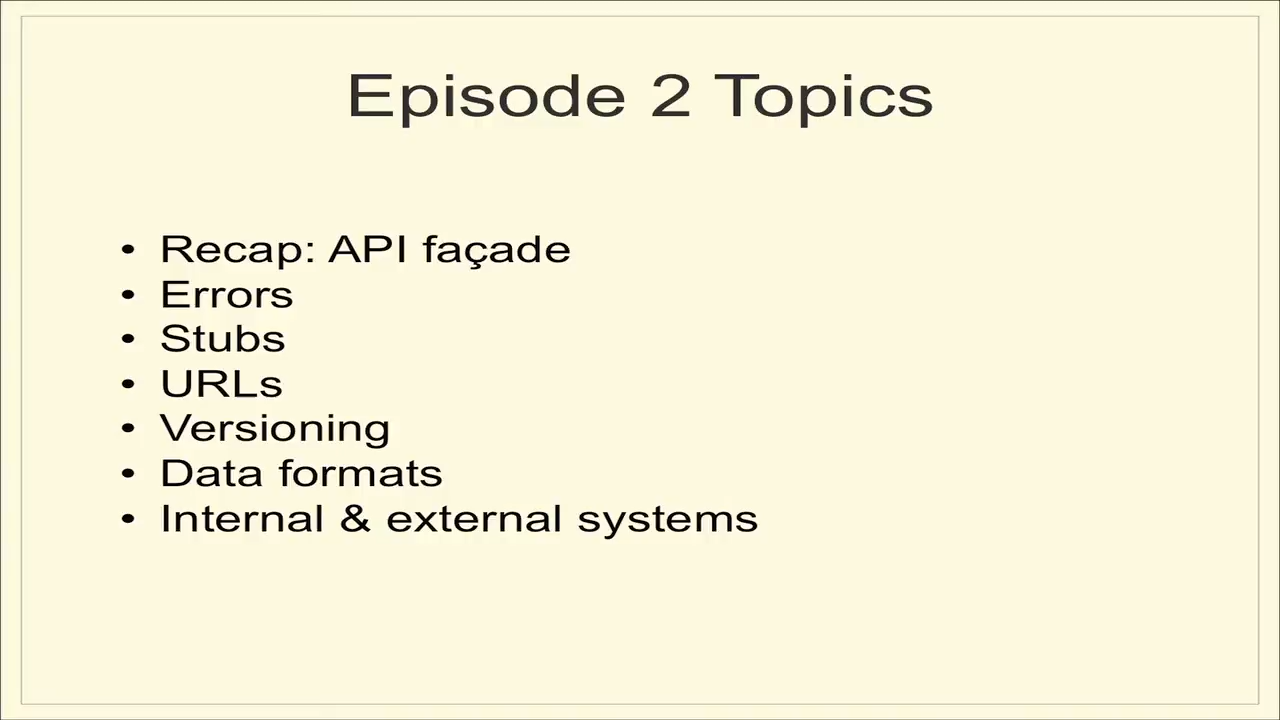 Episode 2 Topics
• Recap: API façade
• Errors
• Stubs
• URLs
• Versioning
• Data formats
• Internal & external systems